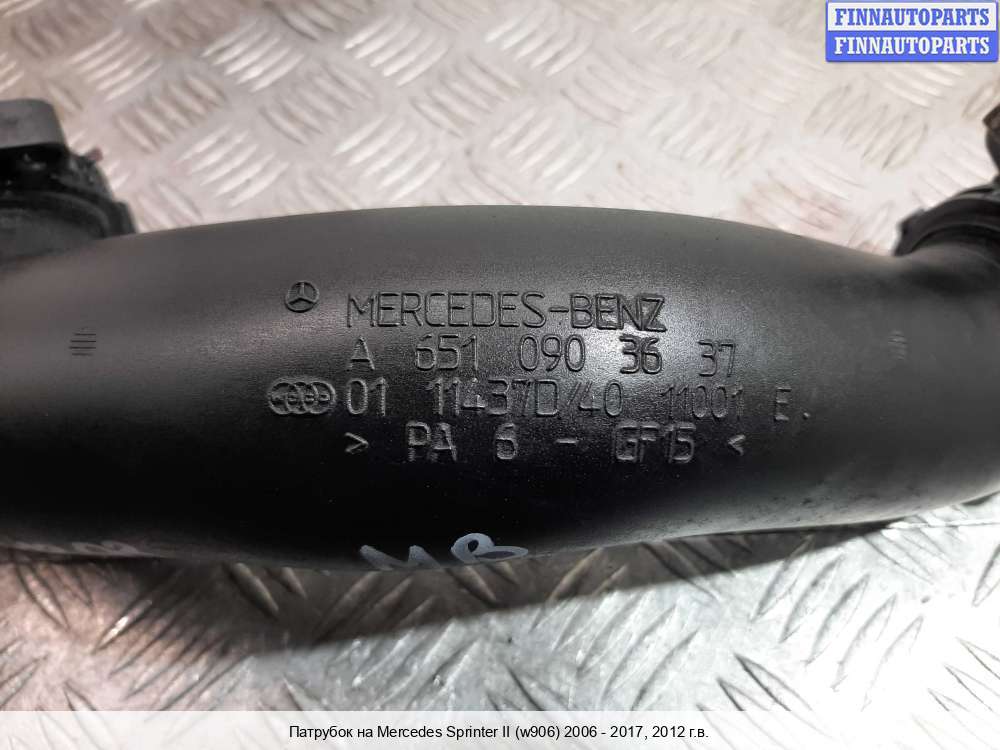 FINNAUTOPARTS
FINNAUTOPARTS
MERCEDES-BENZ
A 651 090 36 37
01 11437D/40 11001 E.
> PA 6 - GF15 <
MB
Патрубок на Mercedes Sprinter II (w906) 2006 - 2017, 2012 г.в.